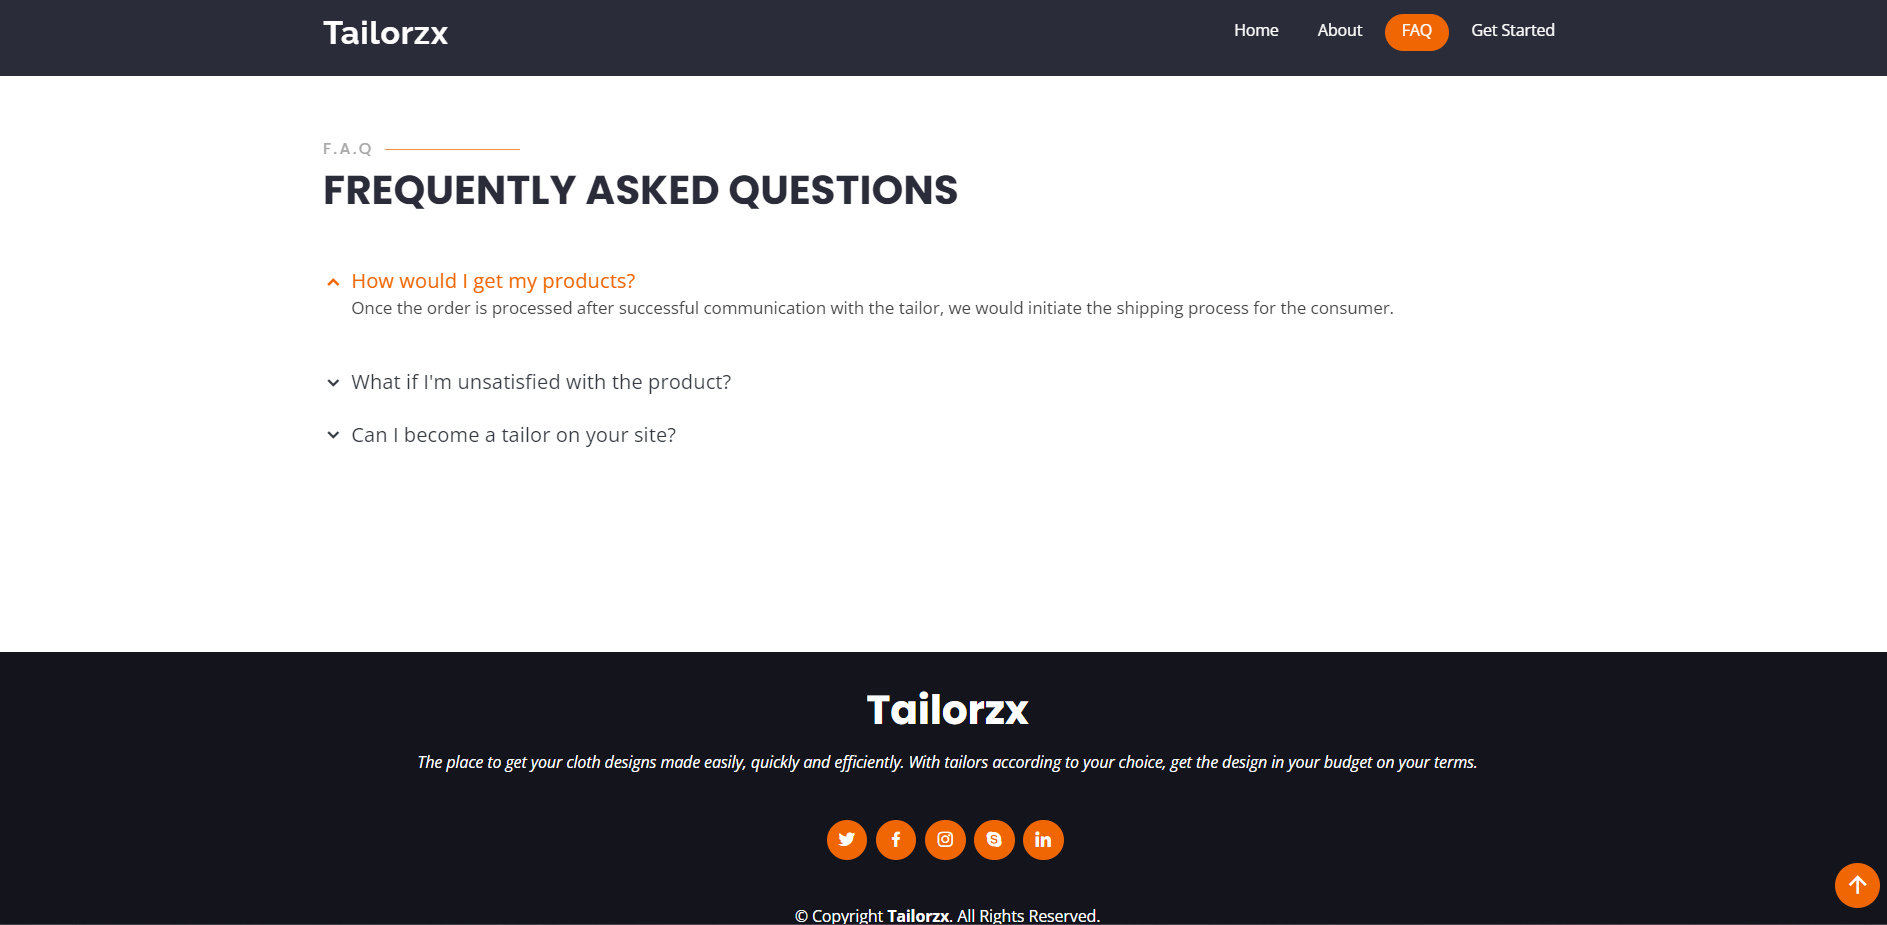 Tailorzx
Home About FAQ Get Started
F.A.Q
FREQUENTLY ASKED QUESTIONS
How would I get my products?
Once the order is processed after successful communication with the tailor, we would initiate the shipping process for the consumer.
What if I'm unsatisfied with the product?
Can I become a tailor on your site?
Tailorzx
The place to get your cloth designs made easily, quickly and efficiently. With tailors according to your choice, get the design in your budget on your terms.
© Copyright Tailorzx. All Rights Reserved.